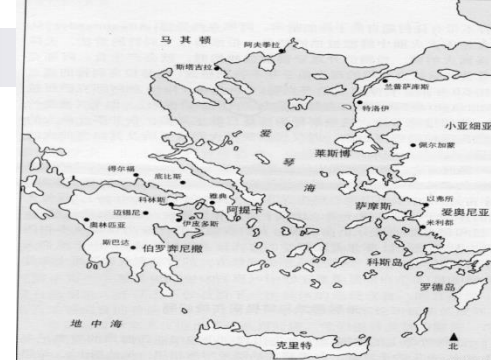 马其顿
阿夫季拉
斯塔古拉
兰普萨库斯
特洛伊
小亚细亚
爱琴海
莱斯博
佩尔加蒙
得尔福
底比斯
科林斯
雅典
阿提卡
萨摩斯
以弗所
爱奥尼亚
迈锡尼
奥林匹亚
伊皮多斯
米利都
斯巴达
伯罗奔尼撒
科斯岛
罗德岛
地中海
克里特
北